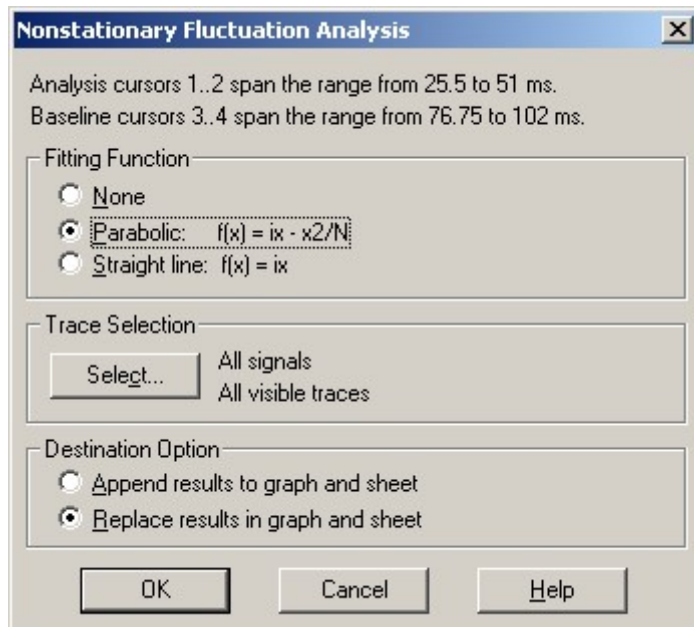 Nonstationary Fluctuation Analysis
Analysis cursors 1..2 span the range from 25.5 to 51 ms.
Baseline cursors 3..4 span the range from 76.75 to 102 ms.
Fitting Function
None
Parabolic: f(x) = ix - x2/N
Straight line: f(x) = ix
Trace Selection
Select...
All signals
All visible traces
Destination Option
Append results to graph and sheet
Replace results in graph and sheet
OK Cancel Help